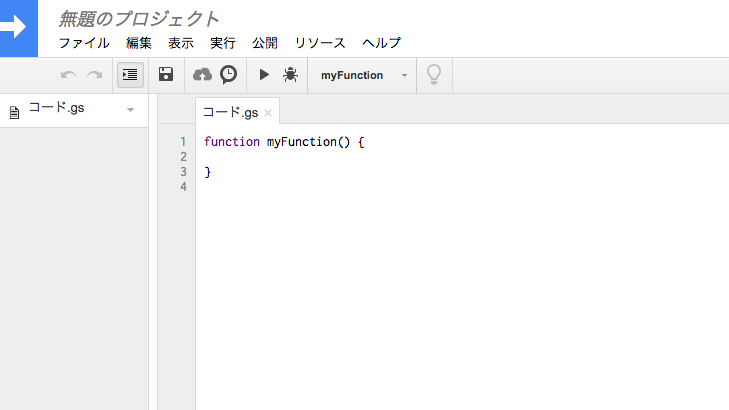 無題のプロジェクト
ファイル 編集 表示 実行 公開 リソース ヘルプ
myFunction
コード.gs
コード.gs ×
1 function myFunction() {
2
3 }
4